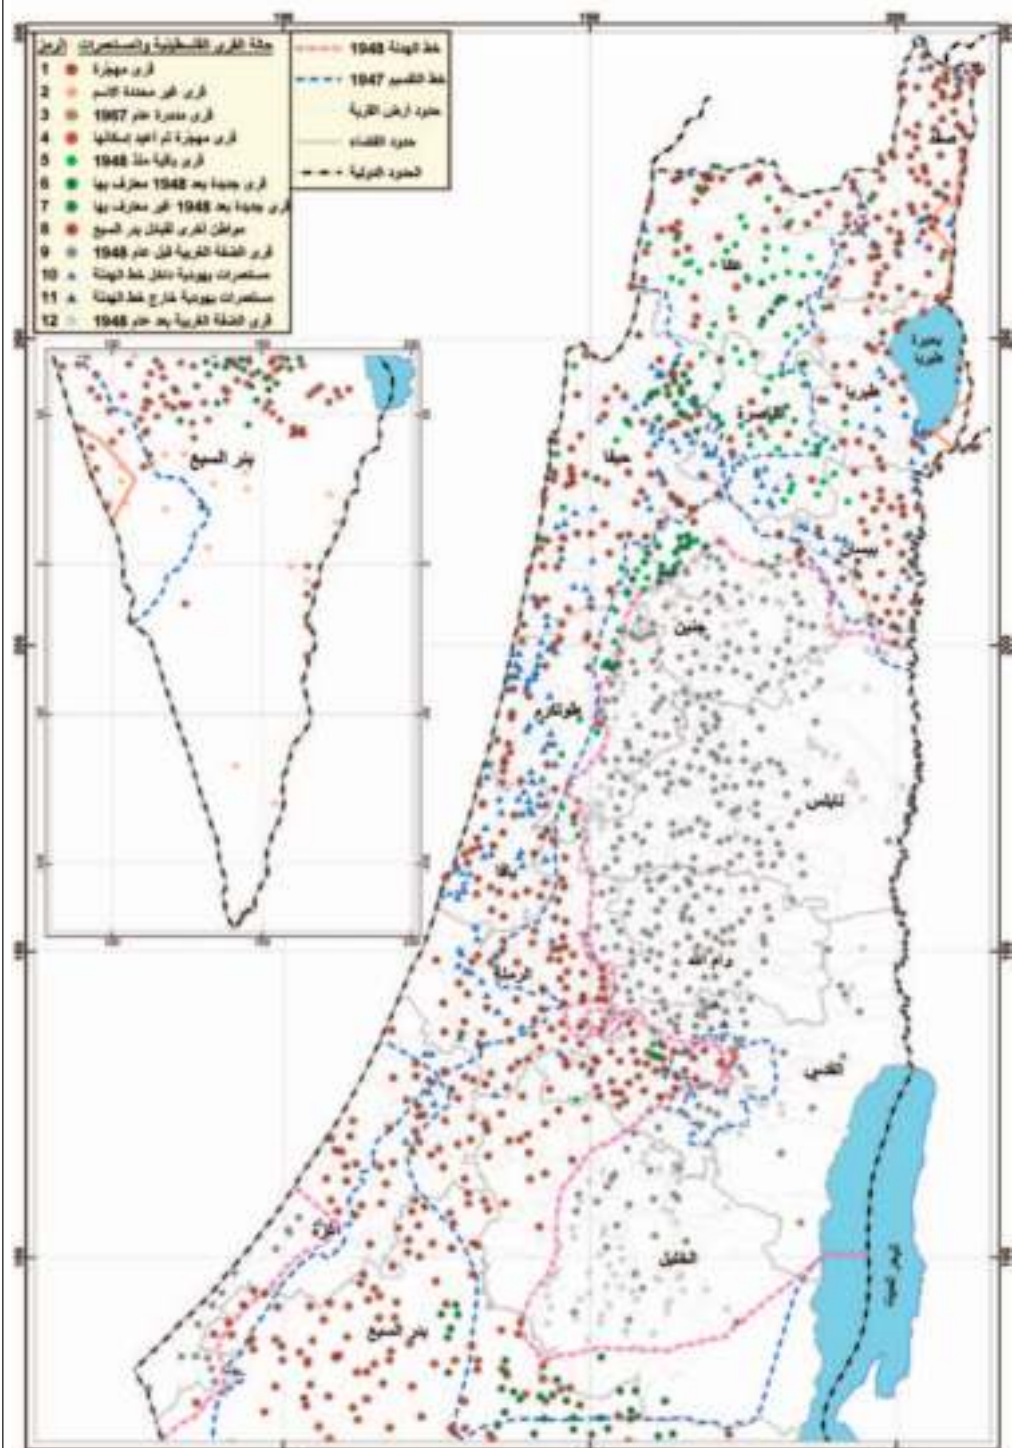 حالة القرى الفلسطينية والمستعمرات الرمز
قرى مهجرة 1
قرى غير محددة الاسم 2
قرى مدمرة عام 1967 3
قرى مهجرة تم أعيد إسكانها 4
قرى باقية منذ 1948 5
قرى جديدة بعد 1948 معترف بها 6
قرى جديدة بعد 1948 غير معترف بها 7
مواطن أخرى لقبائل بئر السبع 8
قرى الضفة الغربية قبل عام 1948 9
مستعمرات يهودية داخل خط الهدنة 10
مستعمرات يهودية خارج خط الهدنة 11
قرى الضفة الغربية بعد عام 1948 12
خط الهدنة 1948
خط التقسيم 1947
حدود أرض القرية
حدود القضاء
الحدود الدولية
صفد
عكا
بحيرة
طبريا
طبريا
الناصرة
حيفا
بيسان
جنين
طولكرم
نابلس
يافا
رام الله
الرملة
القدس
غزة
الخليل
البحر الميت
بئر السبع
بئر السبع